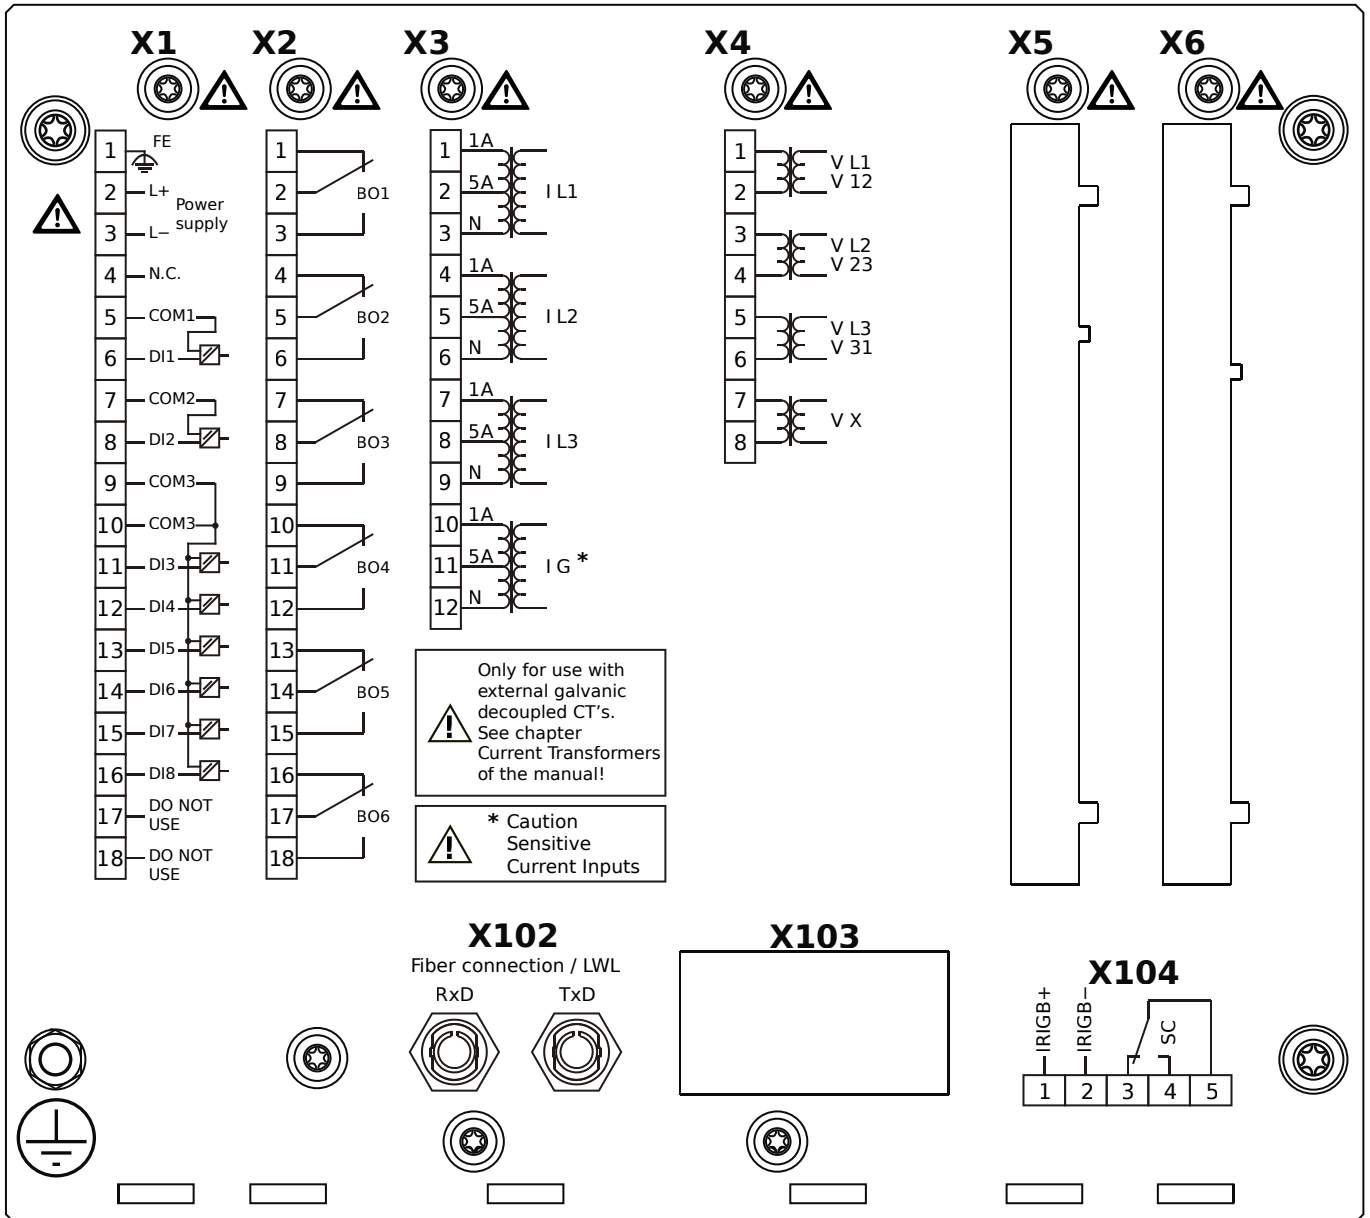 X1
X2
X3
X4
X5
X6
1 FE
2 L+
Power
supply
3 L−
4 N.C.
5 COM1
6 DI1
7 COM2
8 DI2
9 COM3
10 COM3
11 DI3
12 DI4
13 DI5
14 DI6
15 DI7
16 DI8
17 DO NOT
USE
18 DO NOT
USE
1
2 BO1
3
4
5 BO2
6
7
8 BO3
9
10
11 BO4
12
13
14 BO5
15
16
17 BO6
18
1 1A
2 5A I L1
3 N
4 1A
5 5A I L2
6 N
7 1A
8 5A I L3
9 N
10 1A
11 5A I G *
12 N
1
2
V L1
V 12
3
4
V L2
V 23
5
6
V L3
V 31
7
8
V X
Only for use with
external galvanic
decoupled CT's.
See chapter
Current Transformers
of the manual!
* Caution
Sensitive
Current Inputs
X102
Fiber connection / LWL
RxD TxD
X103
X104
IRIGB+
IRIGB−
SC
1 2 3 4 5